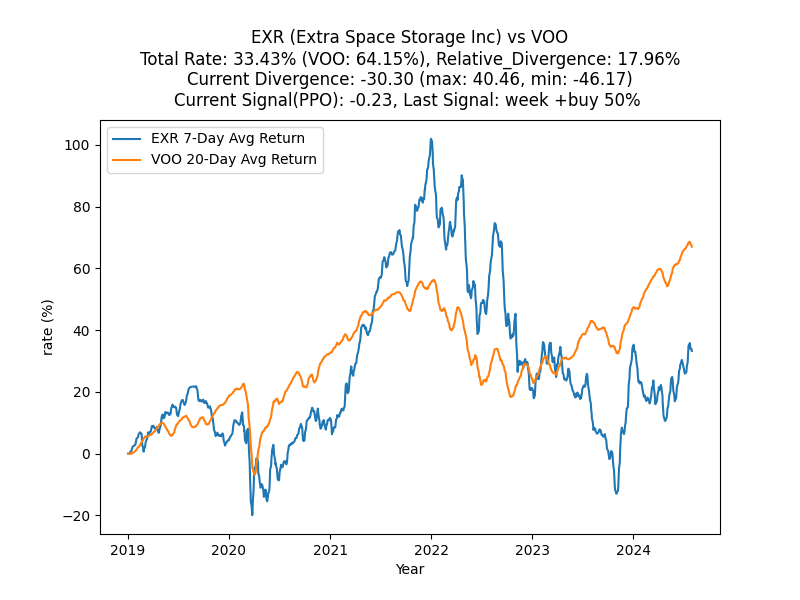 EXR (Extra Space Storage Inc) vs VOO
Total Rate: 33.43% (VOO: 64.15%), Relative_Divergence: 17.96%
Current Divergence: -30.30 (max: 40.46, min: -46.17)
Current Signal(PPO): -0.23, Last Signal: week +buy 50%
EXR 7-Day Avg Return
VOO 20-Day Avg Return
100
80
60
40
20
0
−20
rate (%)
2019 2020 2021 2022 2023 2024
Year